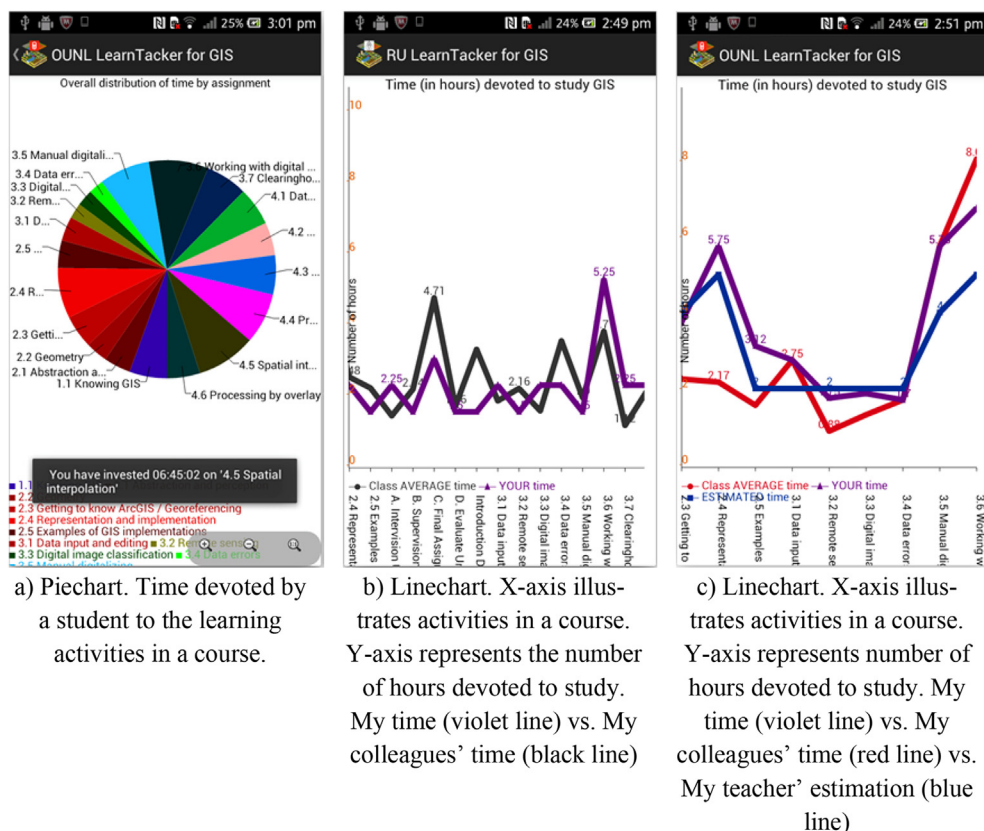 25% 3:01 pm
OUNL LearnTacker for GIS
Overall distribution of time by assignment
3.5 Manual digitali...
3.4 Data err...
3.3 Digital...
3.2 Rem...
3.1 D...
2.5 ...
2.4 R...
2.3 Getti...
2.2 Geometry
2.1 Abstraction a...
1.1 Knowing GIS
3.6 Working with digital ...
3.7 Clearingho...
4.1 Dat...
4.2 ...
4.3 ...
4.4 Pr...
4.5 Spatial int...
4.6 Processing by overlay
You have invested 06:45:02 on '4.5 Spatial
interpolation'
1.1
2.2
2.3 Getting to know ArcGIS / Georeferencing
2.4 Representation and implementation
2.5 Examples of GIS implementations
3.1 Data input and editing 3.2 Remote sensing
3.3 Digital image classification 3.4 Data errors
3.5 Manual digitalizing
a) Piechart. Time devoted by
a student to the learning
activities in a course.
24% 2:49 pm
RU LearnTacker for GIS
Time (in hours) devoted to study GIS
10
8
6
2
0
Number of hours
4.71
2.25
2.16
5.25
Class AVERAGE time YOUR time
2.4 Represent
2.5 Examples
A. Intervision
B. Supervision
C. Final Assig
D. Evaluate
Introduction D
3.1 Data input
3.2 Remote se
3.3 Digital ima
3.4 Data error
3.5 Manual di
3.6 Working w
3.7 Clearingh
b) Linechart. X-axis illus-
trates activities in a course.
Y-axis represents the number
of hours devoted to study.
My time (violet line) vs. My
colleagues’ time (black line)
24% 2:51 pm
OUNL LearnTacker for GIS
Time (in hours) devoted to study GIS
8
6
2
0
Number of hours
5.75
3.12
2.17
2.75
2
Class AVERAGE time YOUR time
ESTIMATED time
2.3 Getting to
2.4 Represent
2.5 Examples
3.1 Data input
3.2 Remote se
3.3 Digital ima
3.4 Data error
3.5 Manual di
3.6 Working w
c) Linechart. X-axis illus-
trates activities in a course.
Y-axis represents number of
hours devoted to study. My
time (violet line) vs. My
colleagues’ time (red line) vs.
My teacher’ estimation (blue
line)